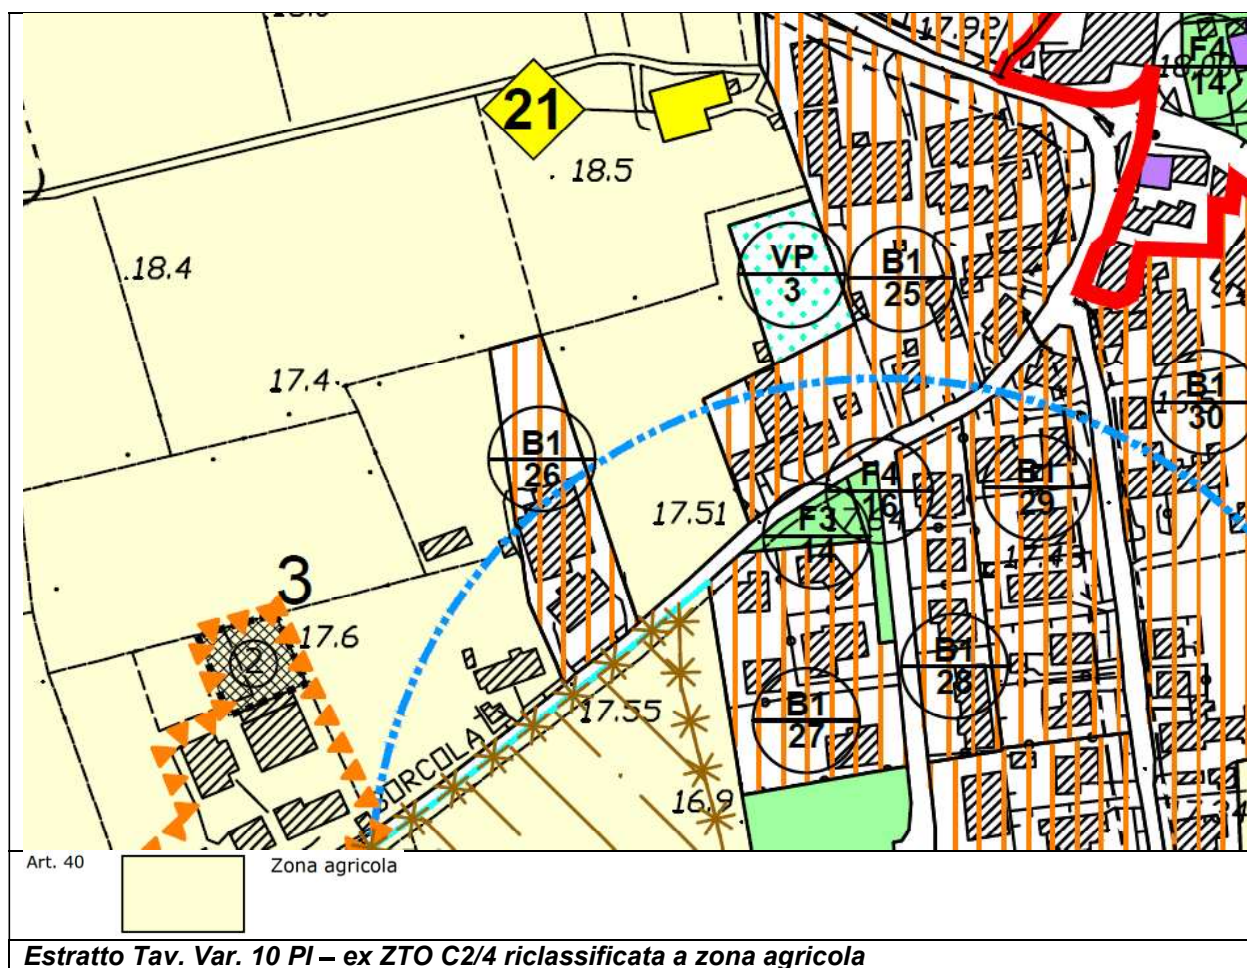 17.92
F4
14
21
18.5
18.4
VP
3
B1
25
17.4
B1
30
B1
26
F4
16
B1
29
17.51
F3
14
3
17.6
2
B1
28
17.55
B1
27
16.9
Art. 40
Zona agricola
Estratto Tav. Var. 10 PI – ex ZTO C2/4 riclassificata a zona agricola